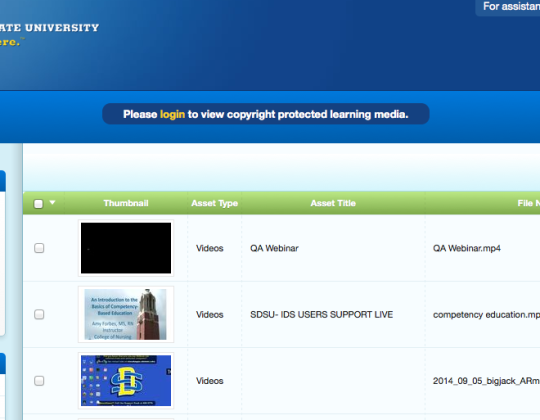 For assistan
ATE UNIVERSITY
ere.
Please login to view copyright protected learning media.
Thumbnail Asset Type Asset Title File N
Videos QA Webinar QA Webinar.mp4
An Introduction to the
Basics of Competency-
Based Education
Amy Forbes, MS, RN
Instructor
College of Nursing
Videos SDSU- IDS USERS SUPPORT LIVE competency education.mp
Videos 2014_09_05_bigjack_ARm